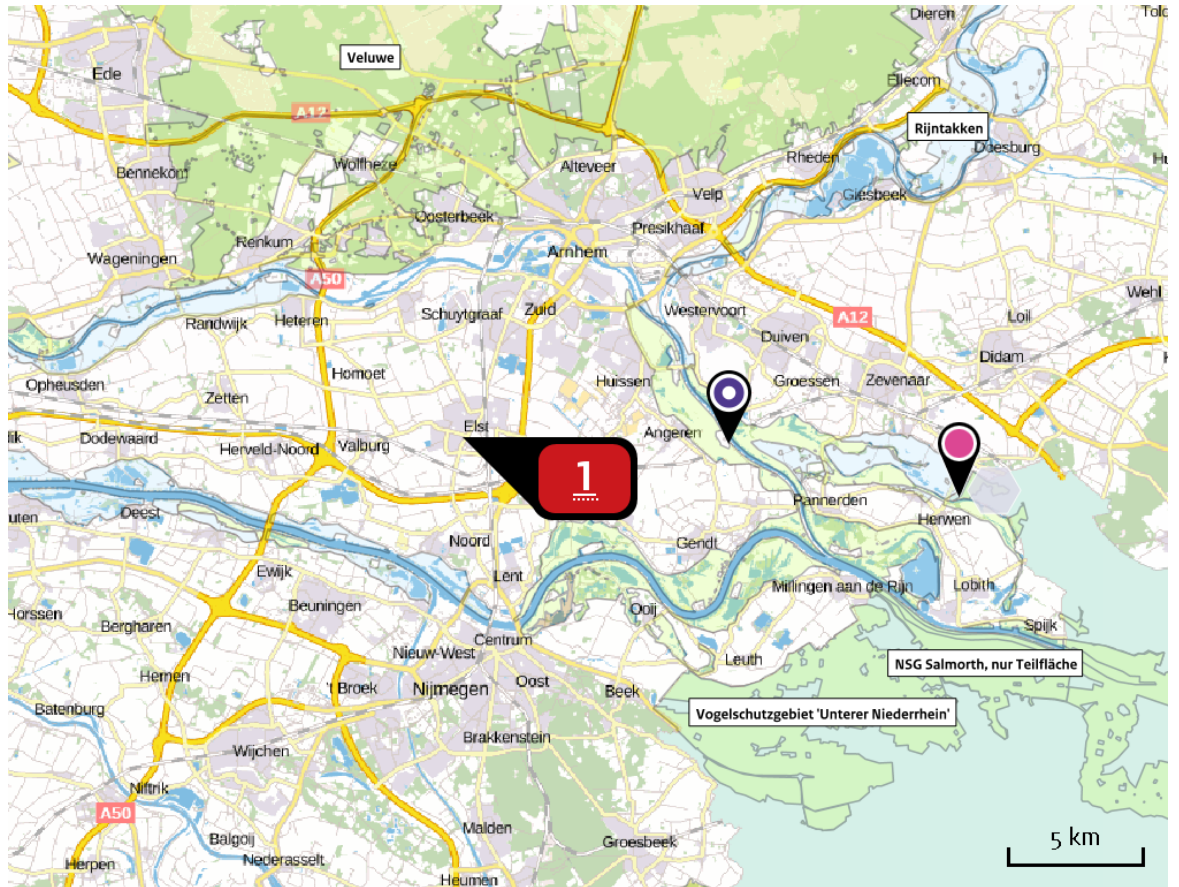 Dieren
Veluwe
Ede
Ellecom
A12
Rijntakken
Doesburg
Wolfheze
Alteveer
Rheden
Bennekom
Velp
Giesbeek
Oosterbeek
Presikhaaf
Renkum
Arnhem
Wageningen
A50
Wehl
Westervoort
Schuytgraaf
Zuid
Loil
A12
Randwijk
Heteren
Duiven
Didam
Homoet
Huissen
Groessen
Zevenaar
Opheusden
Zetten
Elst
Angeren
Dodewaard
Herveld-Noord
Valburg
1
Pannerden
Deest
Herwen
Noord
Gendt
Ewijk
Lent
Millingen aan de Rijn
Lobith
Beuningen
Ooij
Horssen
Bergharen
Spijk
Centrum
Nieuw-West
Leuth
NSG Salmorth, nur Teilfläche
Hernen
't Broek
Nijmegen
Oost
Beek
Batenburg
Vogelschutzgebiet 'Unterer Niederrhein'
Brakkenstein
Wijchen
Niftrik
A50
Malden
5 km
Balgoij
Groesbeek
Herpen
Nederasselt
Heumen